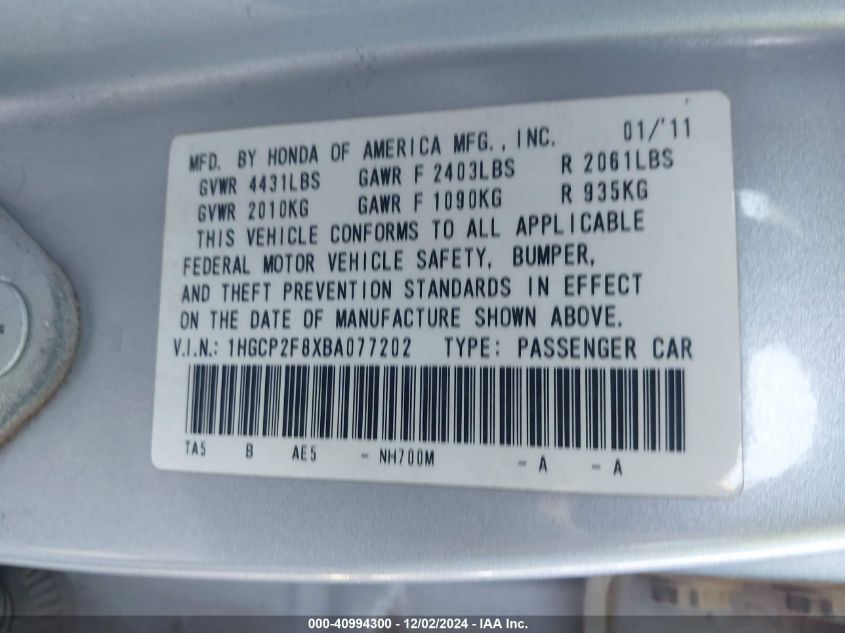 MFD. BY HONDA OF AMERICA MFG., INC. 01/'11
GVWR 4431LBS GAWR F 2403LBS R 2061LBS
GVWR 2010KG GAWR F 1090KG R 935KG
THIS VEHICLE CONFORMS TO ALL APPLICABLE
FEDERAL MOTOR VEHICLE SAFETY, BUMPER,
AND THEFT PREVENTION STANDARDS IN EFFECT
ON THE DATE OF MANUFACTURE SHOWN ABOVE.
V.I.N.: 1HGCP2F8XBA077202 TYPE: PASSENGER CAR
TA5 B AE5 - NH700M - A - A
000-40994300 - 12/02/2024 - IAA Inc.